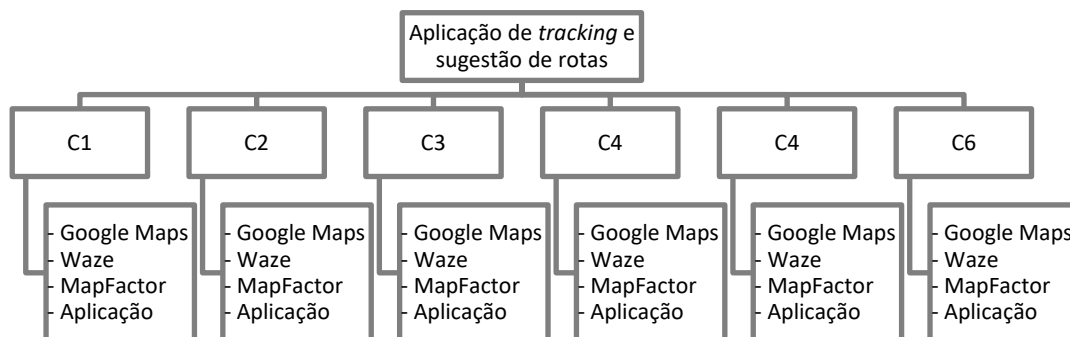 Aplicação de tracking e
sugestão de rotas
C1
C2
C3
C4
C4
C6
- Google Maps
- Waze
- MapFactor
- Aplicação
- Google Maps
- Waze
- MapFactor
- Aplicação
- Google Maps
- Waze
- MapFactor
- Aplicação
- Google Maps
- Waze
- MapFactor
- Aplicação
- Google Maps
- Waze
- MapFactor
- Aplicação
- Google Maps
- Waze
- MapFactor
- Aplicação